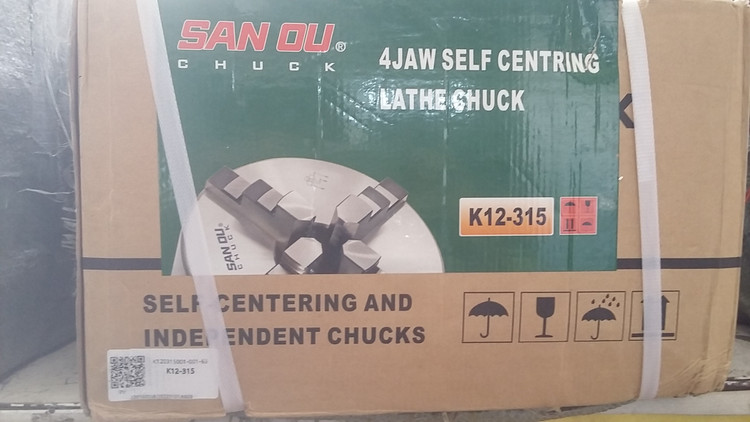 SAN OU®
CHUCK
4JAW SELF CENTRING
LATHE CHUCK
K12-315
SAN OU®
CHUCK
SELF-CENTERING AND
INDEPENDENT CHUCKS
K12-315